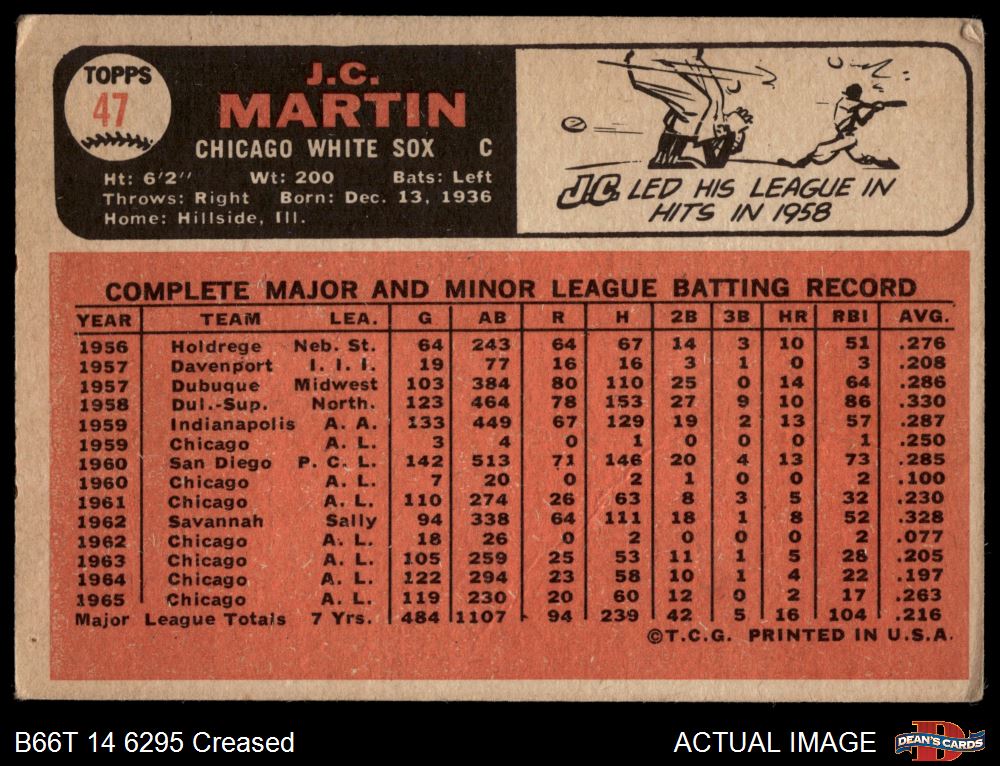 TOPPS
47
J.C.
MARTIN
CHICAGO WHITE SOX C
Ht: 6'2" Wt: 200 Bats: Left
Throws: Right Born: Dec. 13, 1936
Home: Hillside, Ill.
J.C. LED HIS LEAGUE IN
HITS IN 1958
COMPLETE MAJOR AND MINOR LEAGUE BATTING RECORD
YEAR TEAM LEA. G AB R H 2B 3B HR RBI AVG.
1956 Holdrege Neb. St. 64 243 64 67 14 3 10 51 .276
1957 Davenport I. I. I. 19 77 16 16 3 1 0 3 .208
1957 Dubuque Midwest 103 384 80 110 25 0 14 64 .286
1958 Dul.-Sup. North. 123 464 78 153 27 9 10 86 .330
1959 Indianapolis A. A. 133 449 67 129 19 2 13 57 .287
1959 Chicago A. L. 3 4 0 1 0 0 0 1 .250
1960 San Diego P. C. L. 142 513 71 146 20 4 13 73 .285
1960 Chicago A. L. 7 20 0 2 1 0 0 2 .100
1961 Chicago A. L. 110 274 26 63 8 3 5 32 .230
1962 Savannah Sally 94 338 64 111 18 1 8 52 .328
1962 Chicago A. L. 18 26 0 2 0 0 0 2 .077
1963 Chicago A. L. 105 259 25 53 11 1 5 28 .205
1964 Chicago A. L. 122 294 23 58 10 1 4 22 .197
1965 Chicago A. L. 119 230 20 60 12 0 2 17 .263
Major League Totals 7 Yrs. 484 1107 94 239 42 5 16 104 .216
©T.C.G. PRINTED IN U.S.A.
B66T 14 6295 Creased
ACTUAL IMAGE
DEAN'S CARDS